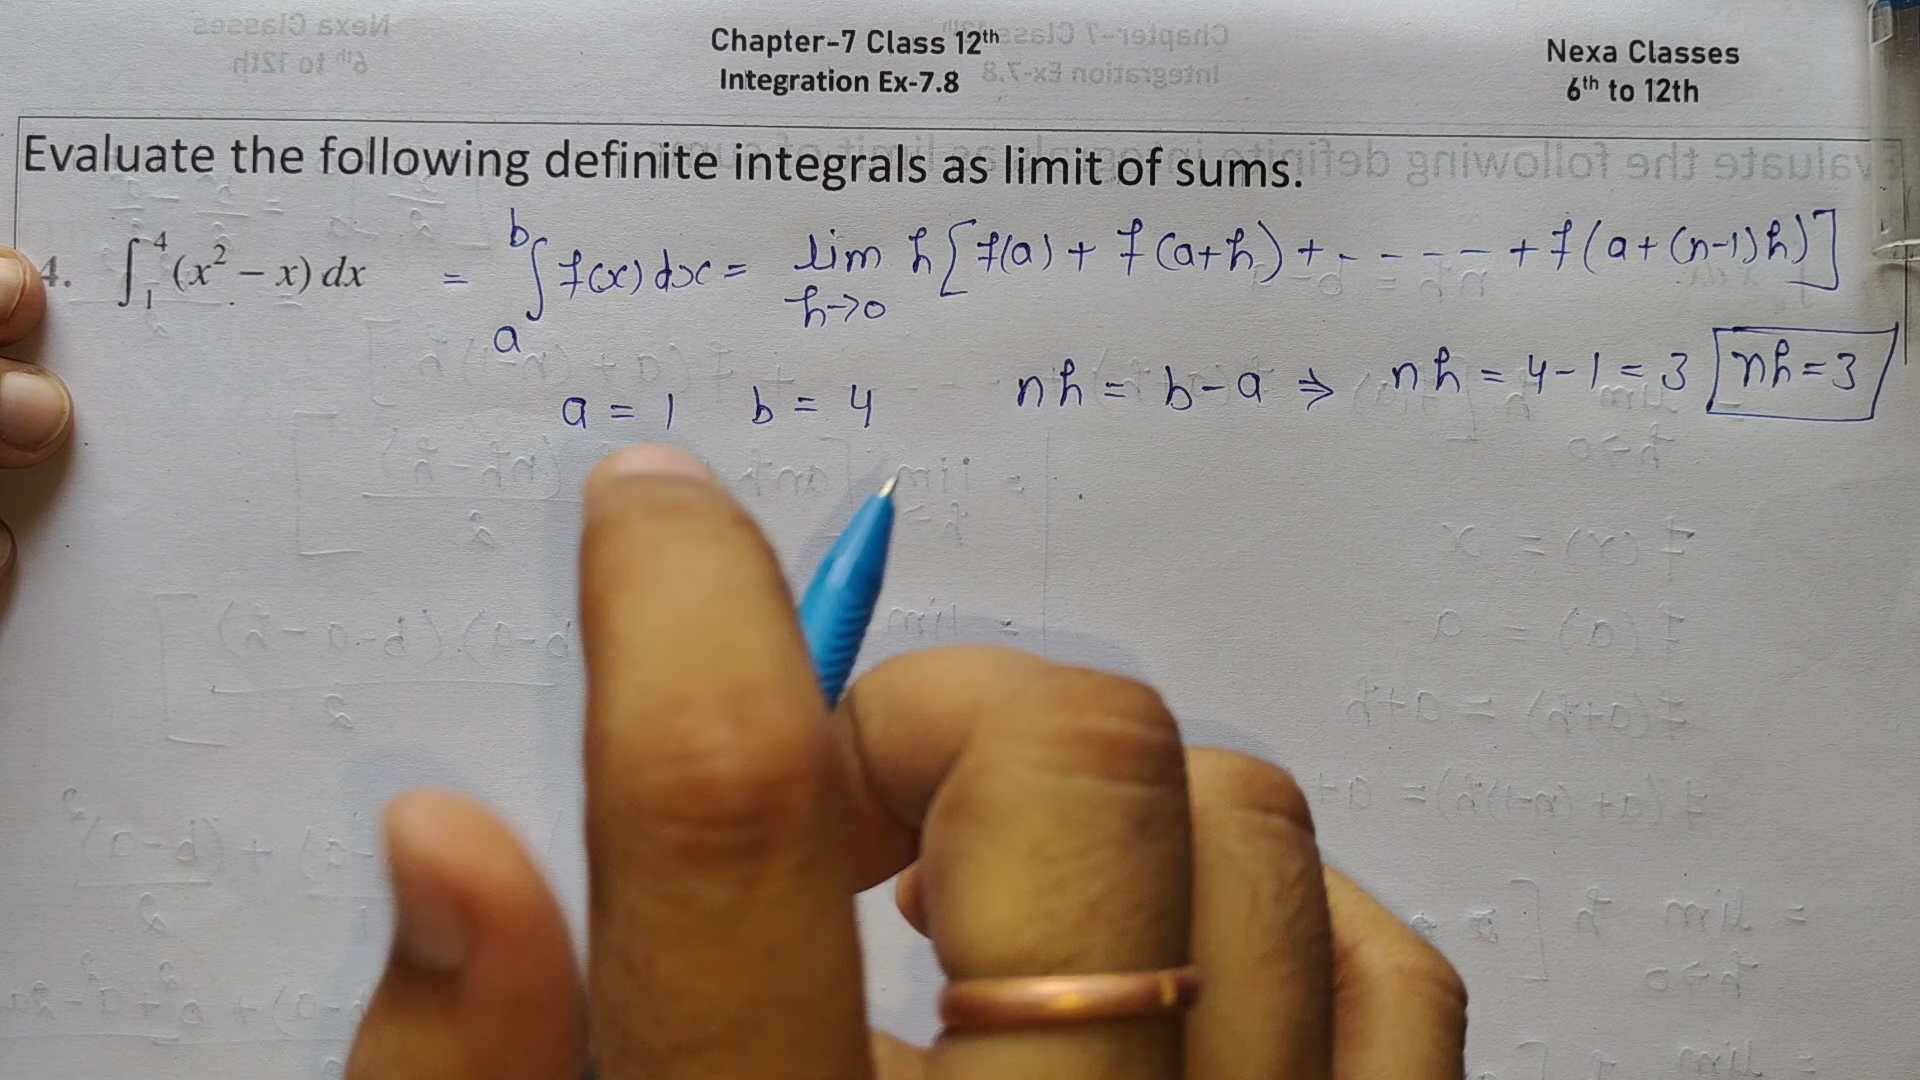 Chapter-7 Class 12th
Integration Ex-7.8
Nexa Classes
6th to 12th
Evaluate the following definite integrals as limit of sums.
4. ∫₁⁴ (x² – x) dx = ∫ₐᵇ f(x) dx = lim h→0 h [f(a) + f(a+h) + - - - - + f(a+(n-1)h)]
a = 1 b = 4 nh = b-a ⇒ nh = 4-1 = 3 nh=3